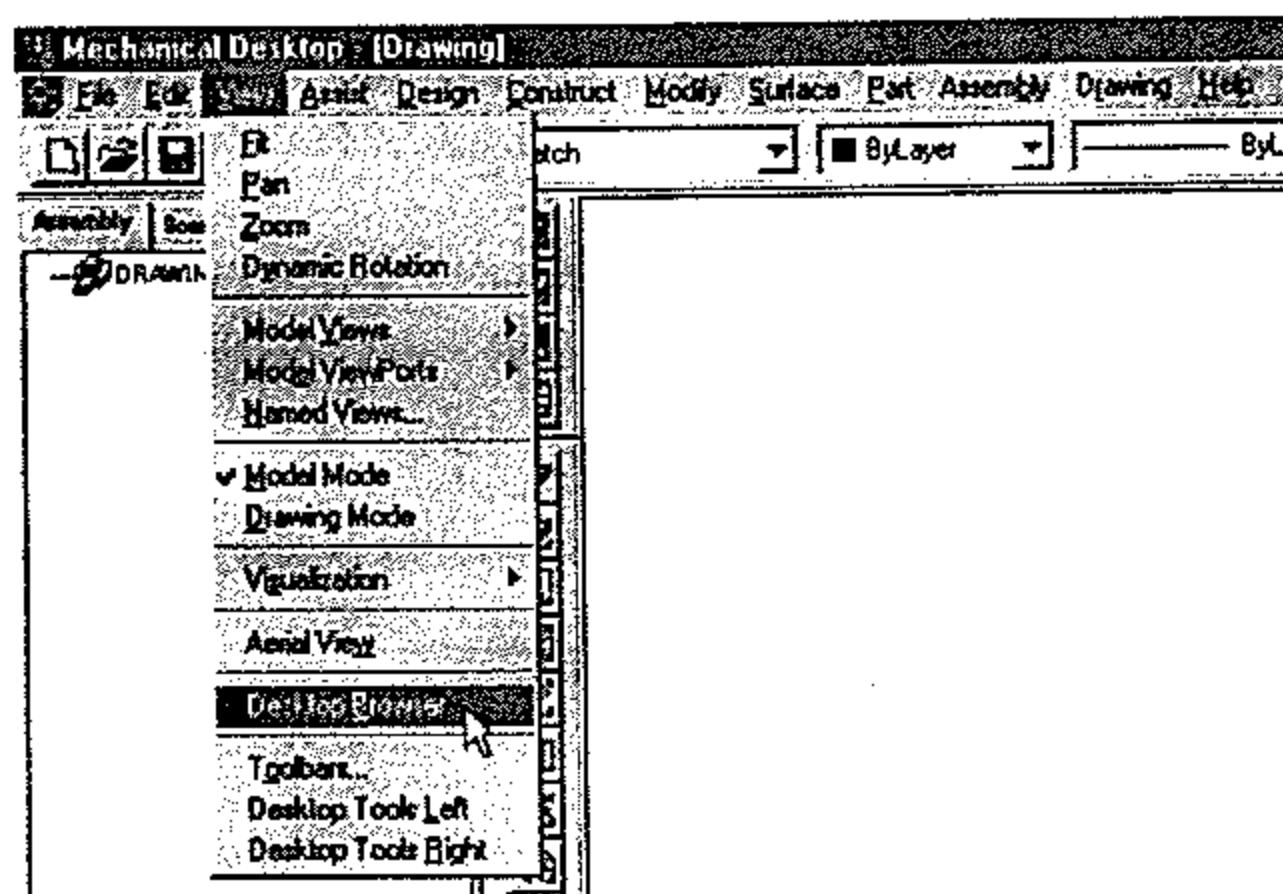 Mechanical Desktop - [Drawing]
File Edit View Assist Design Construct Modify Surface Part Assembly Drawing Help
etch ByLayer ByL
Assembly
DRAWIN
Fit
Pan
Zoom
Dynamic Rotation
Model Views
Model ViewPorts
Named Views...
Model Mode
Drawing Mode
Visualization
Aerial View
Desktop Browser
Toolbars...
Desktop Tools Left
Desktop Tools Right